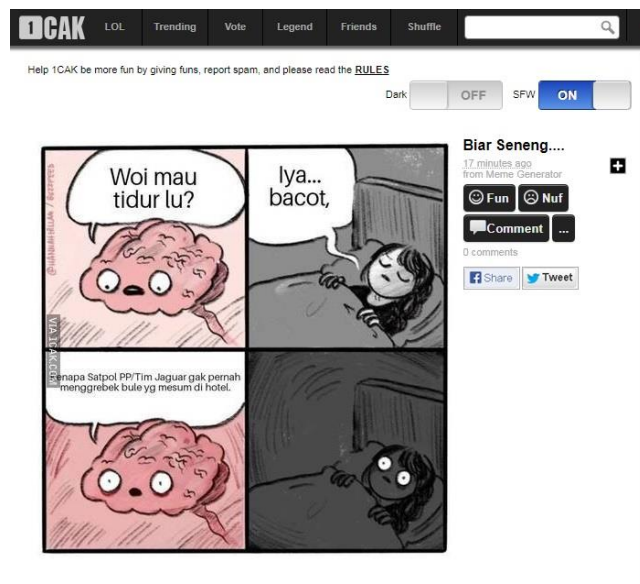 1CAK LOL Trending Vote Legend Friends Shuffle
Help 1CAK be more fun by giving funs, report spam, and please read the RULES
Dark OFF SFW ON
Biar Seneng....
17 minutes ago
from Meme Generator
Fun Nuf
Comment ...
0 comments
Share Tweet
Woi mau
tidur lu?
Iya...
bacot,
Satpol PP/Tim Jaguar gak pernah
menggrebek bule yg mesum di hotel.
VIA 1CAK.COM